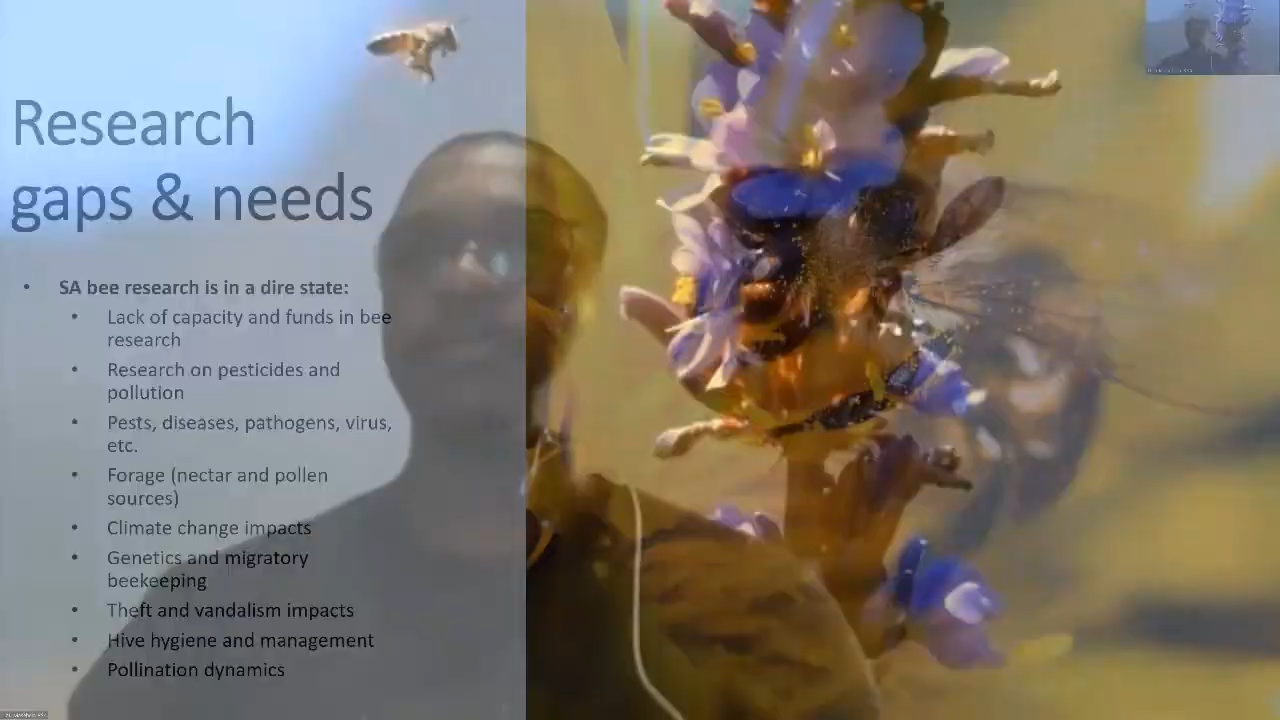 Research
gaps & needs
• SA bee research is in a dire state:
• Lack of capacity and funds in bee
research
• Research on pesticides and
pollution
• Pests, diseases, pathogens, virus,
etc.
• Forage (nectar and pollen
sources)
• Climate change impacts
• Genetics and migratory
beekeeping
• Theft and vandalism impacts
• Hive hygiene and management
• Pollination dynamics